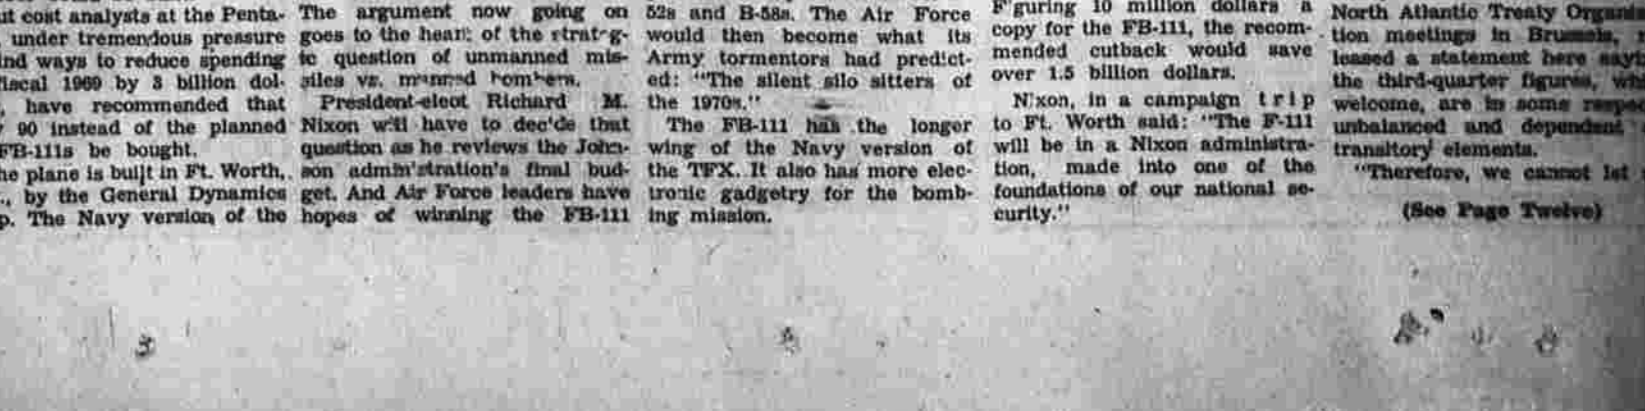 ut cost analysts at the Penta-
under tremendous pressure
ind ways to reduce spending
fiscal 1969 by 3 billion dol-
, have recommended that
90 instead of the planned
FB-111s be bought.
he plane is built in Ft. Worth,
., by the General Dynamics
p. The Navy version of the
The argument now going on
goes to the heart of the strateg-
ic question of unmanned mis-
siles vs. manned bombers.
President-elect Richard M.
Nixon will have to dec'de that
question as he reviews the John-
son adminʼstration's final bud-
get. And Air Force leaders have
hopes of winning the FB-111
52s and B-58s. The Air Force
would then become what its
Army tormentors had predict-
ed: "The silent silo sitters of
the 1970s."
The FB-111 has the longer
wing of the Navy version of
the TFX. It also has more elec-
tronic gadgetry for the bomb-
ing mission.
F'guring 10 million dollars a
copy for the FB-111, the recom-
mended cutback would save
over 1.5 billion dollars.
N'xon, in a campaign trip
to Ft. Worth said: "The F-111
will be in a Nixon administra-
tion, made into one of the
foundations of our national se-
curity."
North Atlantic Treaty Organiza-
tion meetings in Brussels,
leased a statement here sayi
the third-quarter figures, wh
welcome, are in some respec
unbalanced and dependent
transitory elements.
"Therefore, we cannot let
(See Page Twelve)